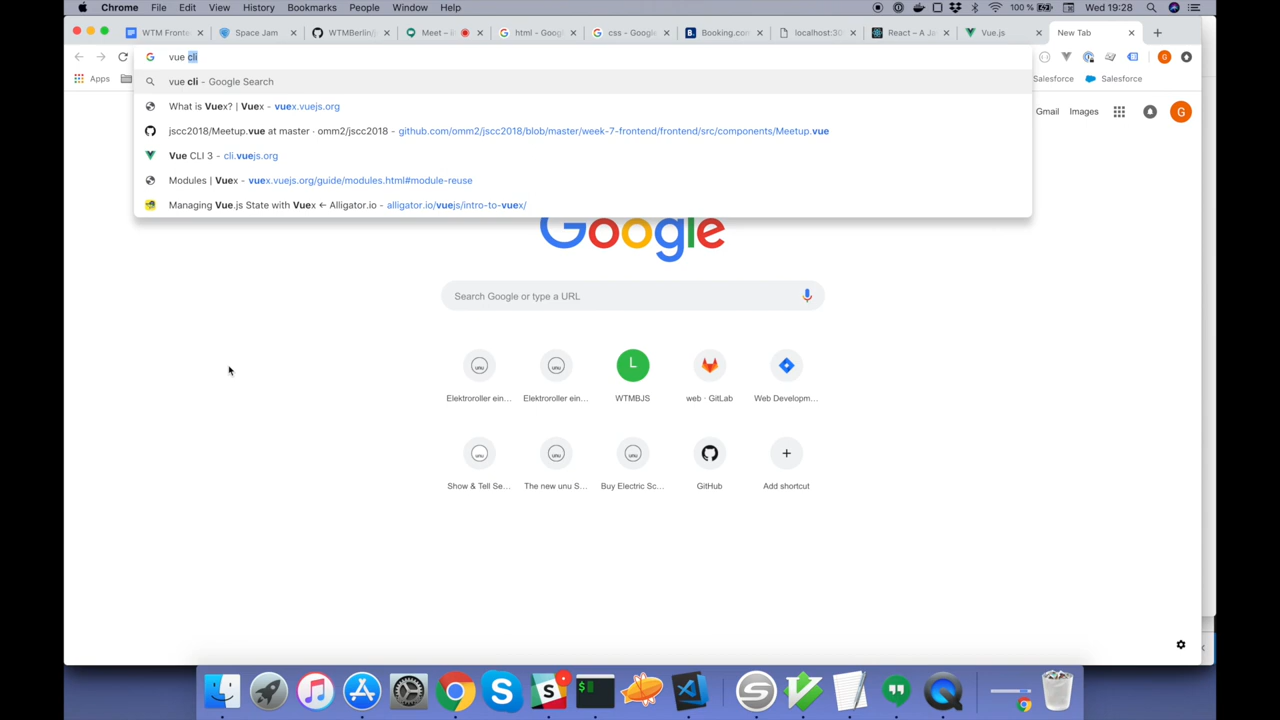 Chrome File Edit View History Bookmarks People Window Help
100 % Wed 19:28
WTM Fronte
Space Jam
WTMBerlin/j
Meet – i
html - Goog
css - Google
Booking.com
localhost:30
React – A Ja
Vue.js
New Tab
vue cli
vue cli - Google Search
What is Vuex? | Vuex - vuex.vuejs.org
jscc2018/Meetup.vue at master · omm2/jscc2018 - github.com/omm2/jscc2018/blob/master/week-7-frontend/frontend/src/components/Meetup.vue
Vue CLI 3 - cli.vuejs.org
Modules | Vuex - vuex.vuejs.org/guide/modules.html#module-reuse
Managing Vue.js State with Vuex ← Alligator.io - alligator.io/vuejs/intro-to-vuex/
Apps
Salesforce
Salesforce
G
Gmail Images
G
Google
Search Google or type a URL
unu
unu
L
Elektroroller ein...
Elektroroller ein...
WTMBJS
web · GitLab
Web Developm...
unu
unu
unu
Show & Tell Se...
The new unu S...
Buy Electric Sc...
GitHub
Add shortcut